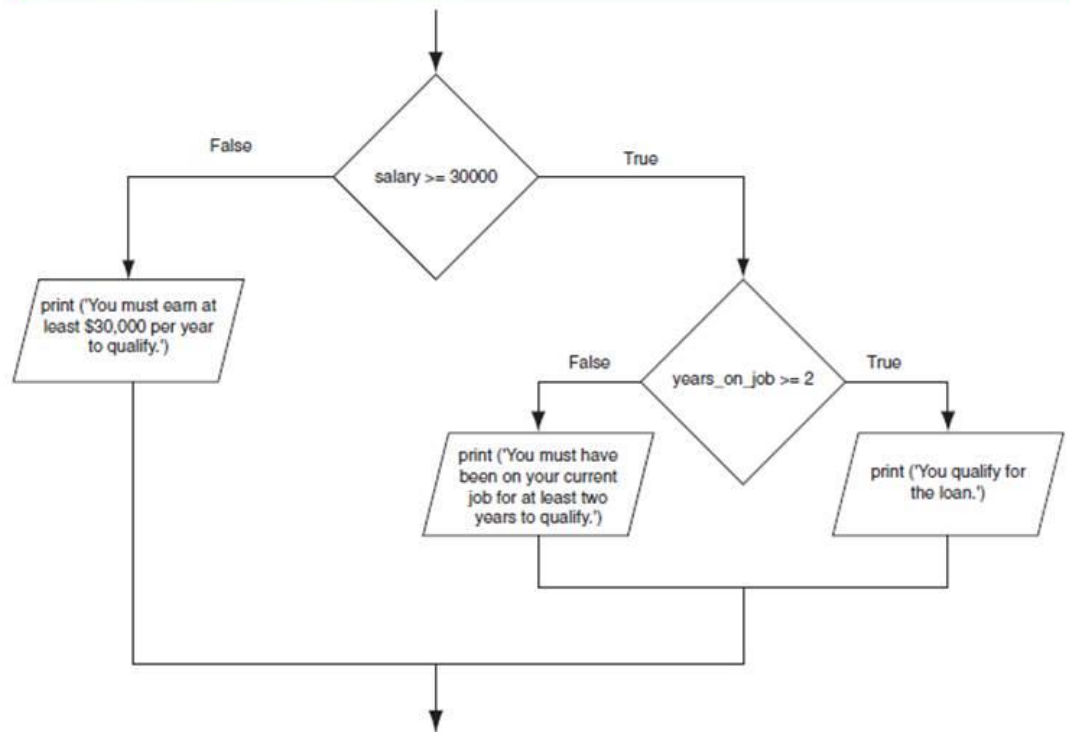 False
salary >= 30000
True
print ('You must earn at
least $30,000 per year
to qualify.')
False
years_on_job >= 2
True
print ('You must have
been on your current
job for at least two
years to qualify.')
print ('You qualify for
the loan.')